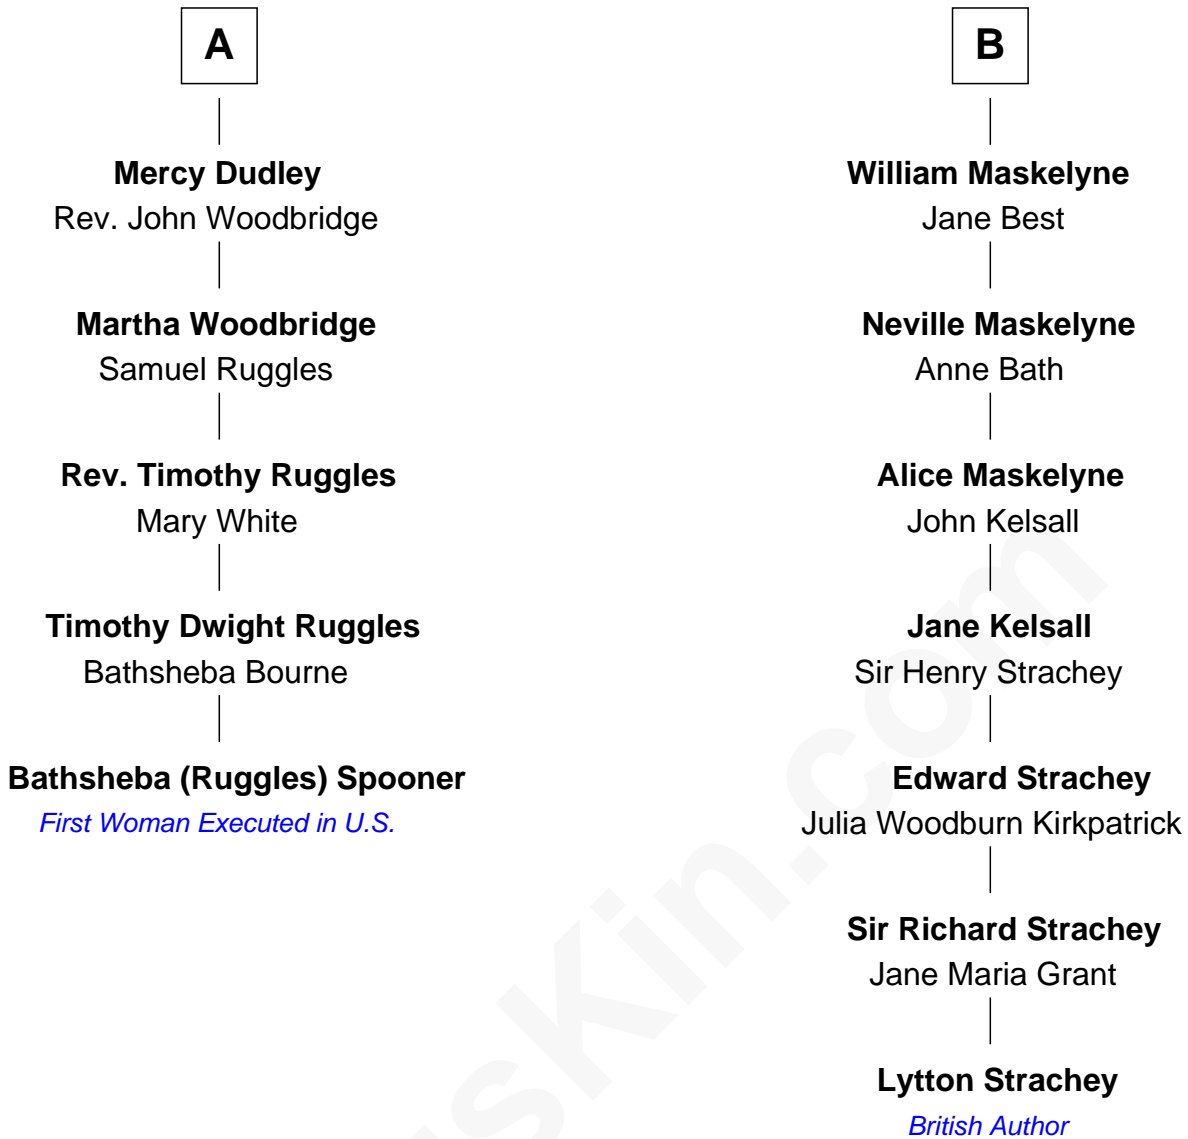 A
Mercy Dudley
Rev. John Woodbridge
Martha Woodbridge
Samuel Ruggles
Rev. Timothy Ruggles
Mary White
Timothy Dwight Ruggles
Bathsheba Bourne
Bathsheba (Ruggles) Spooner
First Woman Executed in U.S.
B
William Maskelyne
Jane Best
Neville Maskelyne
Anne Bath
Alice Maskelyne
John Kelsall
Jane Kelsall
Sir Henry Strachey
Edward Strachey
Julia Woodburn Kirkpatrick
Sir Richard Strachey
Jane Maria Grant
Lytton Strachey
British Author
usKin.com